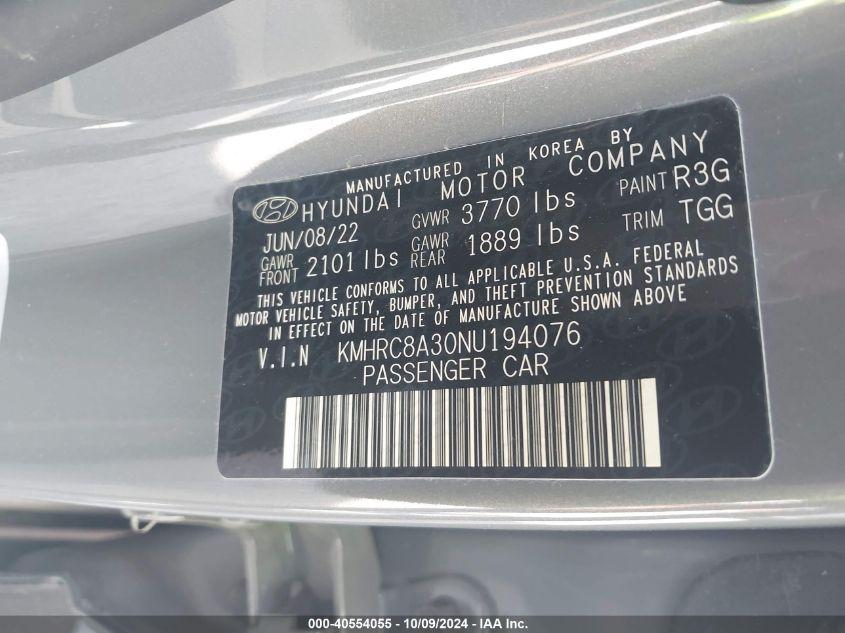 MANUFACTURED IN KOREA BY
HYUNDAI MOTOR COMPANY
JUN/08/22 GVWR 3770 lbs PAINT R3G
GAWR FRONT 2101 lbs GAWR REAR 1889 lbs TRIM TGG
THIS VEHICLE CONFORMS TO ALL APPLICABLE U.S.A. FEDERAL
MOTOR VEHICLE SAFETY, BUMPER, AND THEFT PREVENTION STANDARDS
IN EFFECT ON THE DATE OF MANUFACTURE SHOWN ABOVE
V.I.N KMHRC8A30NU194076
PASSENGER CAR
000-40554055 - 10/09/2024 - IAA Inc.